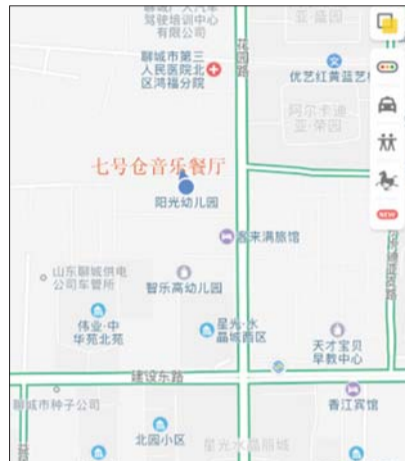 驾驶培训中心
有限公司
亚·盛园
花园路
聊城市第三
人民医院北
区鸿福分院
优艺红黄蓝艺
阿尔卡迪
亚·荣园
NEW
七号仓音乐餐厅
阳光幼儿园
客来满旅馆
山东聊城供电
公司车管所
智乐高幼儿园
伟业·中
华苑北苑
星光·水
晶城西区
天才宝贝
早教中心
建设东路
聊城市种子公司
香江宾馆
北园小区
星光水晶丽城